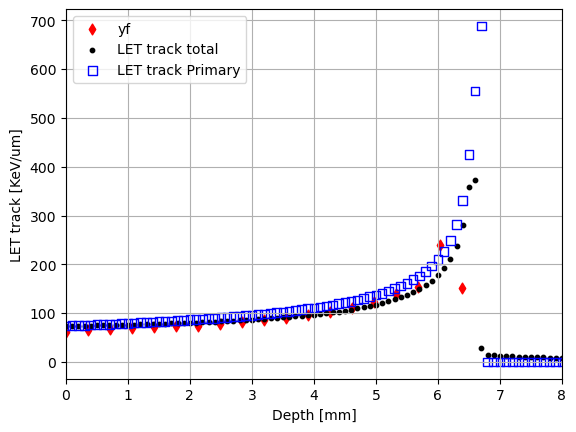 yf
LET track total
LET track Primary
700
600
500
400
300
200
100
0
LET track [KeV/um]
0 1 2 3 4 5 6 7 8
Depth [mm]